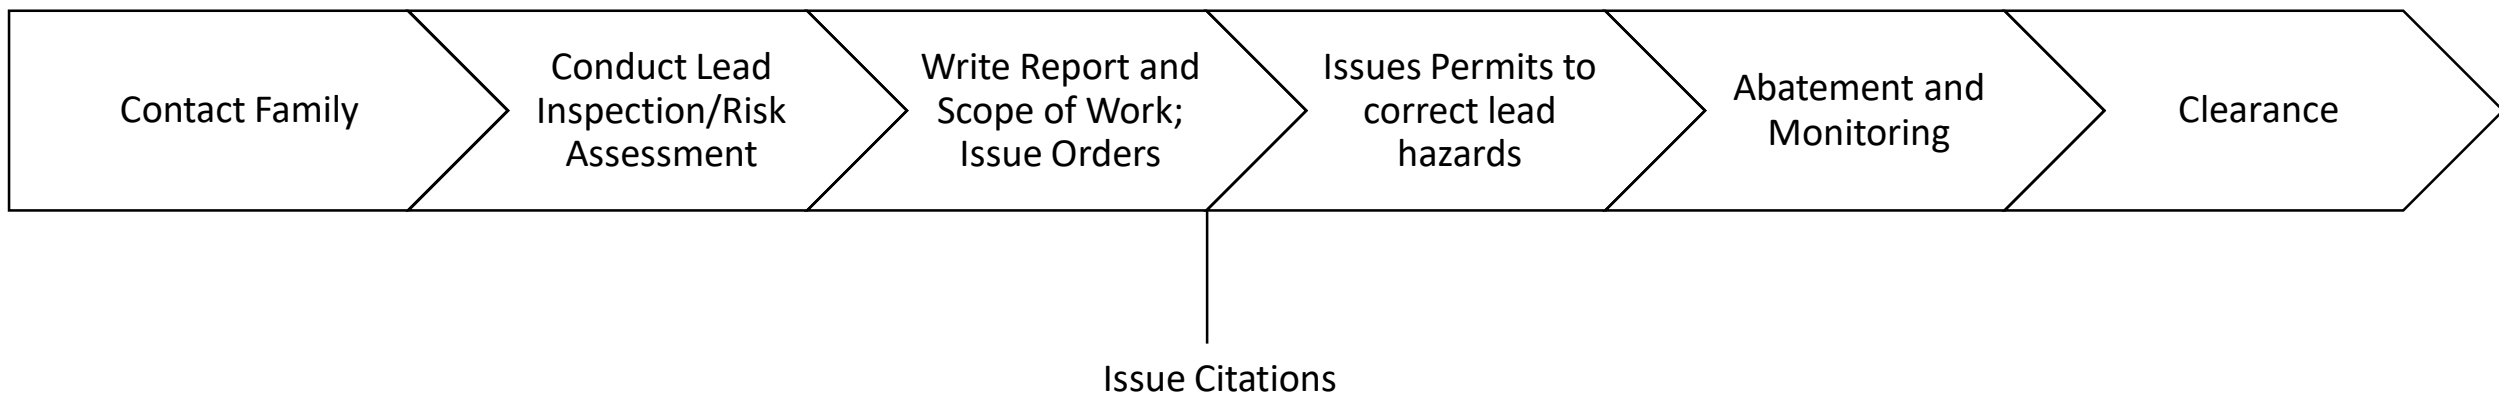 Contact Family
Conduct Lead
Inspection/Risk
Assessment
Write Report and
Scope of Work;
Issue Orders
Issues Permits to
correct lead
hazards
Abatement and
Monitoring
Clearance
Issue Citations